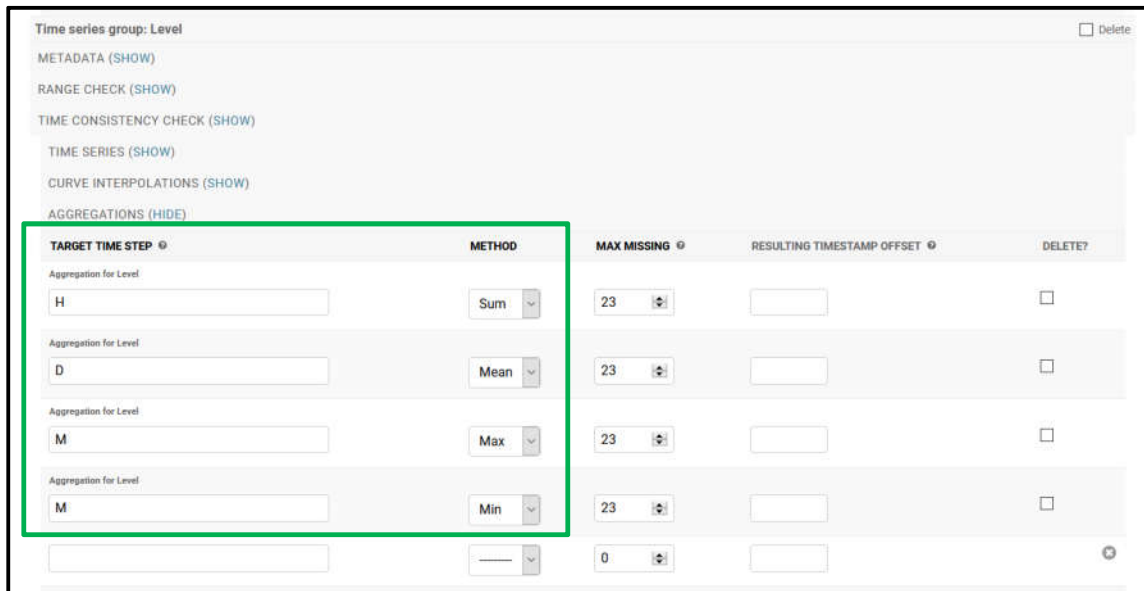 Time series group: Level Delete
METADATA (SHOW)
RANGE CHECK (SHOW)
TIME CONSISTENCY CHECK (SHOW)
TIME SERIES (SHOW)
CURVE INTERPOLATIONS (SHOW)
AGGREGATIONS (HIDE)
TARGET TIME STEP METHOD MAX MISSING RESULTING TIMESTAMP OFFSET DELETE?
Aggregation for Level
H Sum 23
Aggregation for Level
D Mean 23
Aggregation for Level
M Max 23
Aggregation for Level
M Min 23
--------- 0